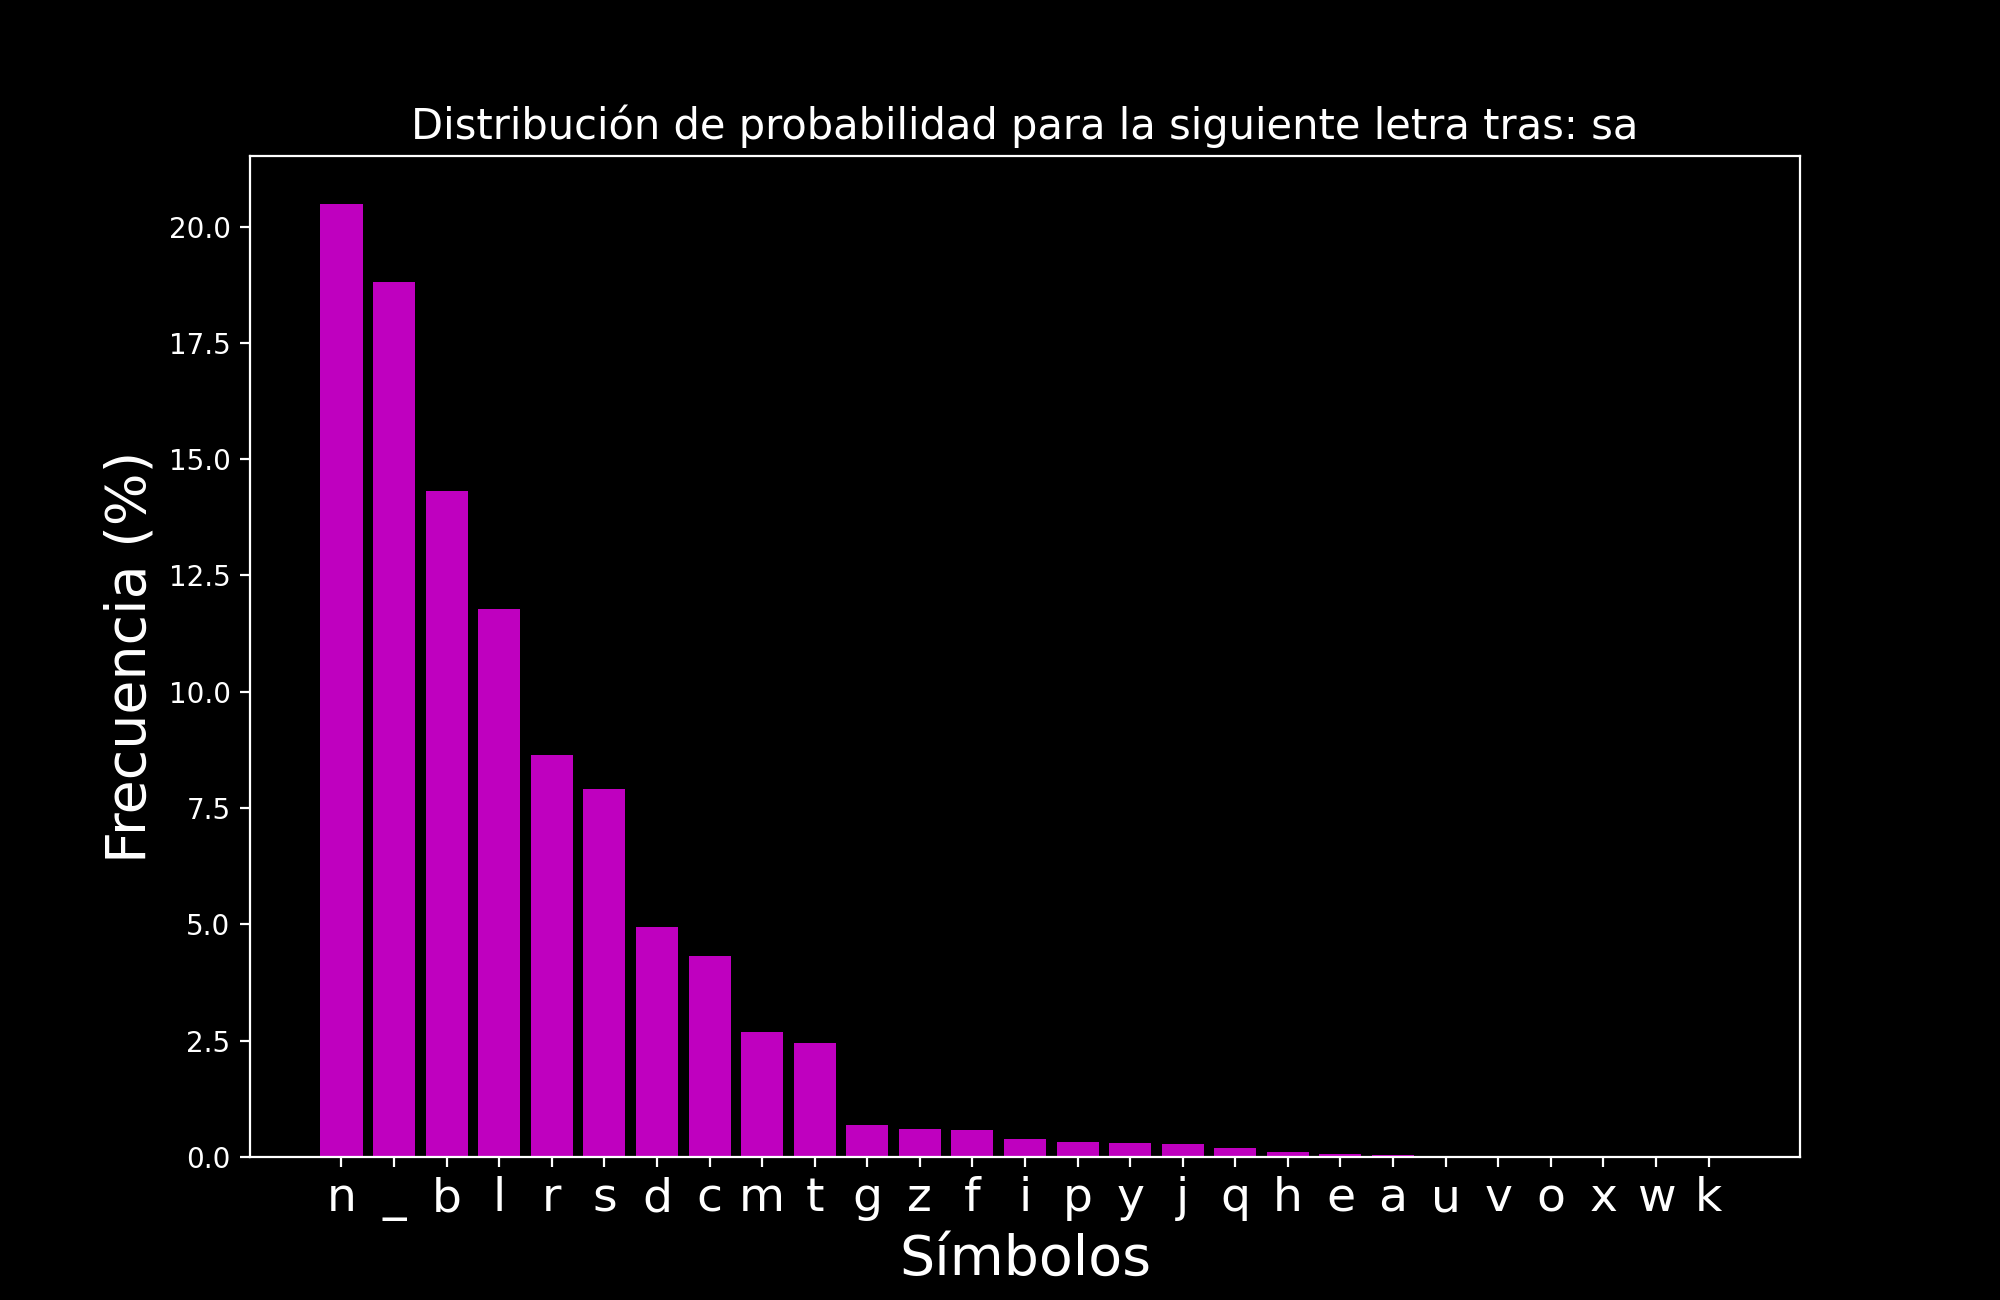 Distribución de probabilidad para la siguiente letra tras: sa
Frecuencia (%)
20.0
17.5
15.0
12.5
10.0
7.5
5.0
2.5
0.0
n _ b l r s d c m t g z f i p y j q h e a u v o x w k
Símbolos